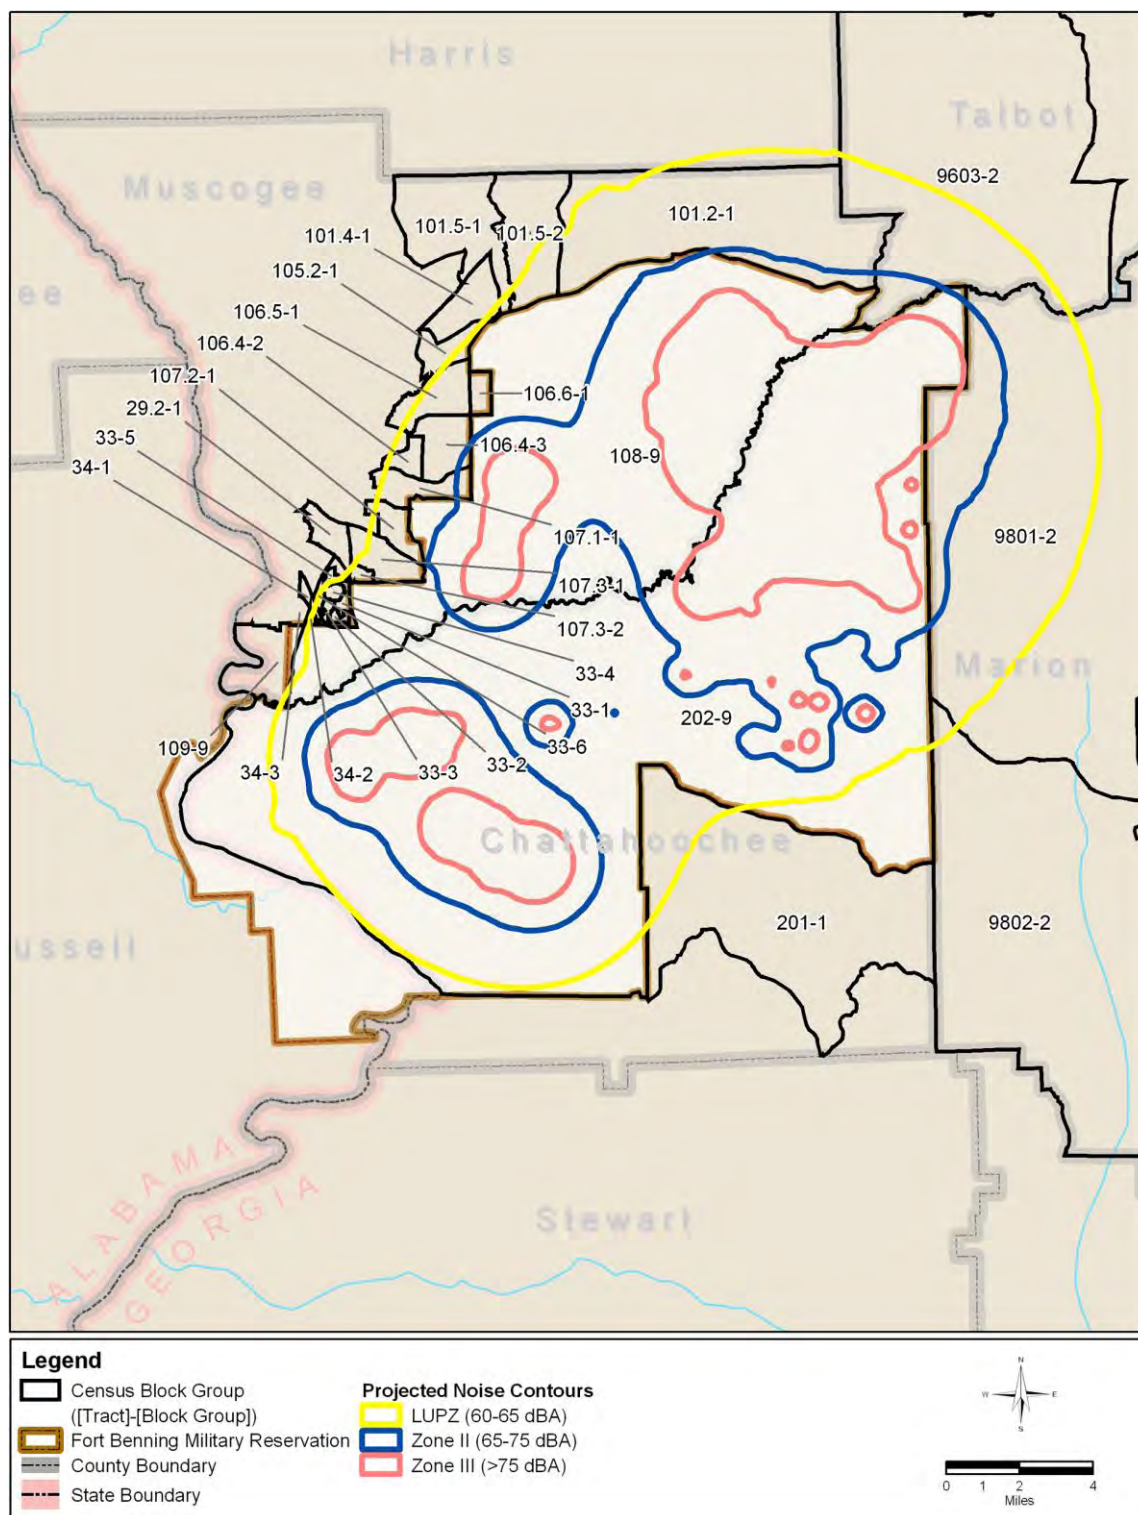 Harris
Talbot
9603-2
Muscogee
101.5-1
101.5-2
101.2-1
101.4-1
105.2-1
ee
106.5-1
106.4-2
107.2-1
106.6-1
29.2-1
106.4-3
33-5
108-9
34-1
107.1-1
9801-2
107.3-1
107.3-2
33-4
Marion
33-1
202-9
109-9
34-3
34-2
33-3
33-2
33-6
Chattahoochee
201-1
9802-2
ussell
ALABAMA
GEORGIA
Stewart
Legend
Census Block Group
([Tract]-[Block Group])
Fort Benning Military Reservation
County Boundary
State Boundary
Projected Noise Contours
LUPZ (60-65 dBA)
Zone II (65-75 dBA)
Zone III (>75 dBA)
N
W
E
S
0 1 2 4
Miles